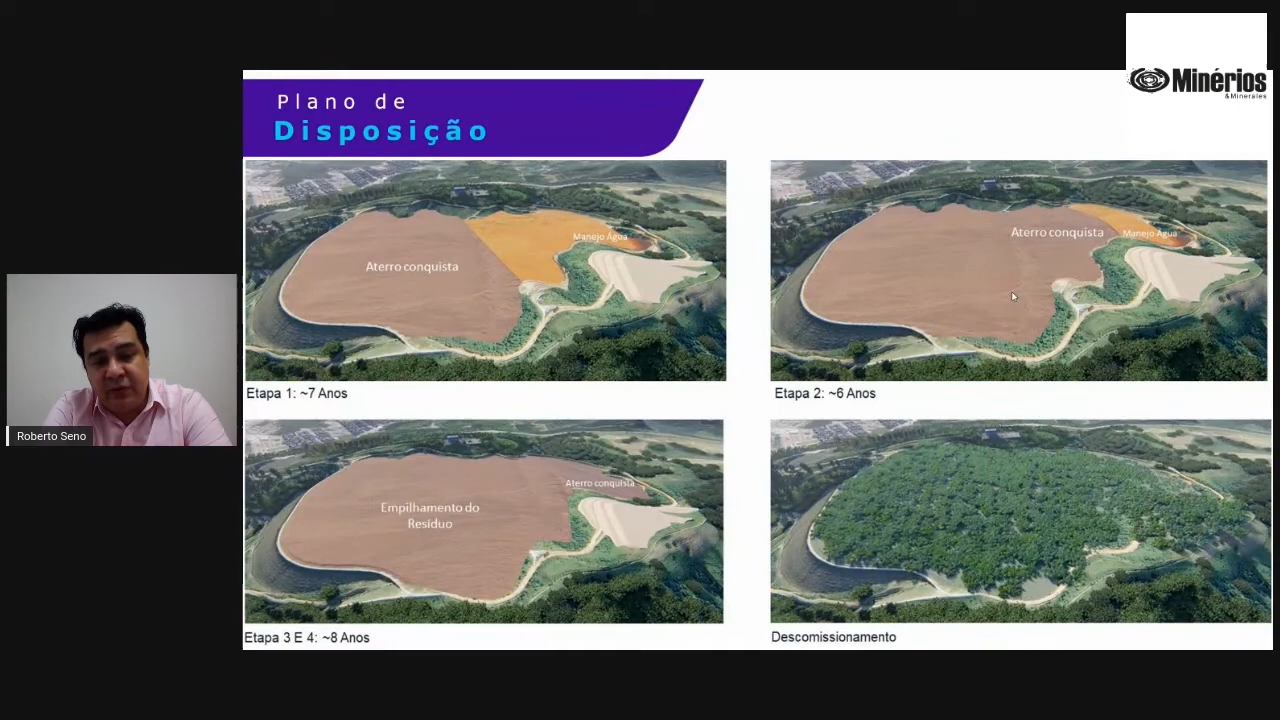 Minérios
& Minerales
Plano de
Disposição
Aterro conquista
Manejo Água
Etapa 1: ~7 Anos
Aterro conquista
Manejo Água
Etapa 2: ~6 Anos
Empilhamento do
Resíduo
Aterro conquista
Etapa 3 E 4: ~8 Anos
Descomissionamento
Roberto Seno